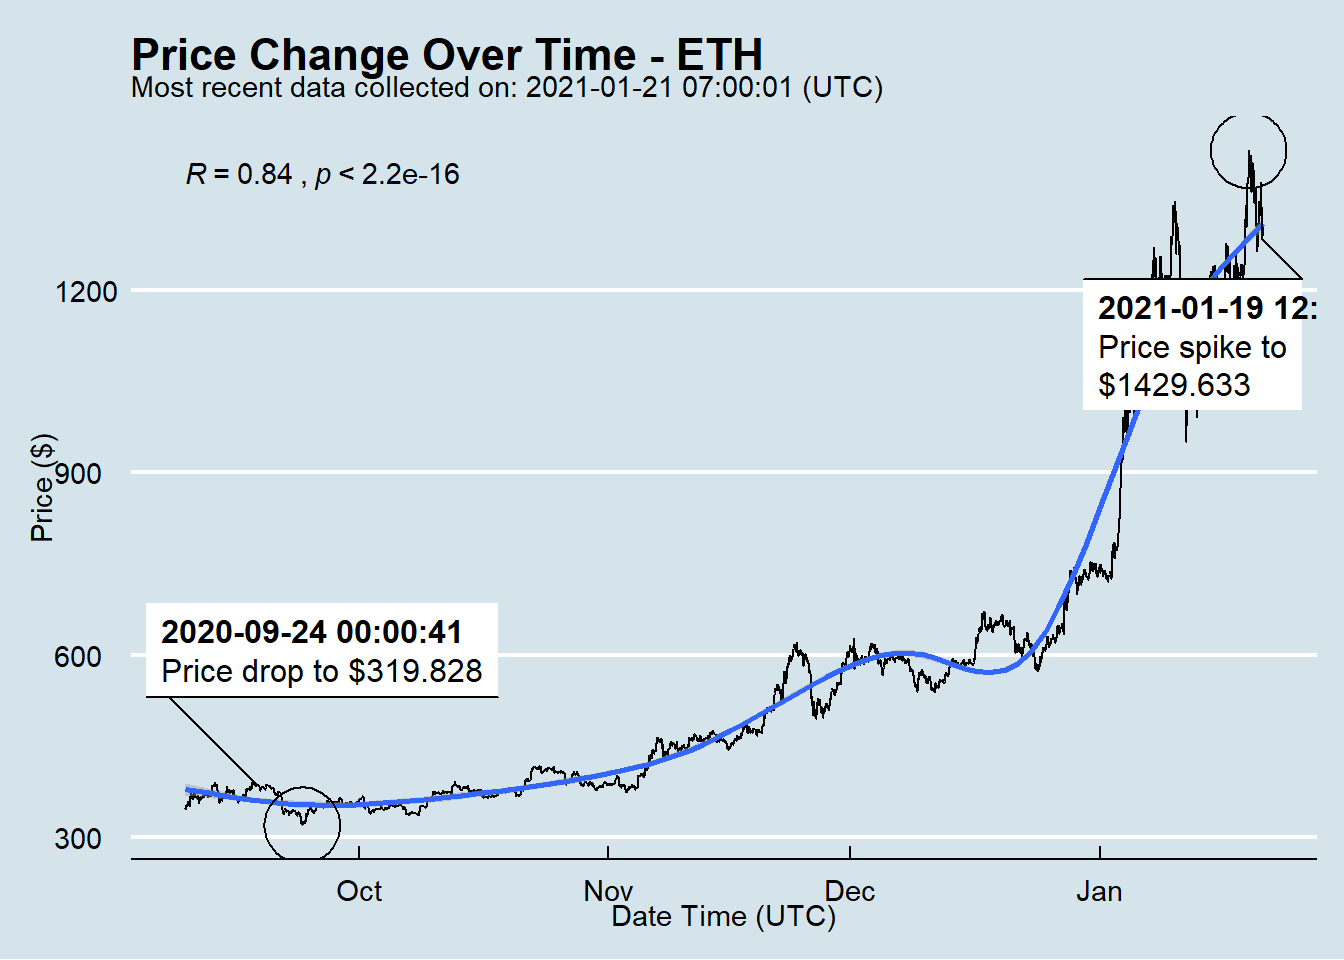 Price Change Over Time - ETH
Most recent data collected on: 2021-01-21 07:00:01 (UTC)
R = 0.84 , p < 2.2e-16
1200
2021-01-19 12:
Price spike to
$1429.633
900
Price ($)
2020-09-24 00:00:41
Price drop to $319.828
600
300
Oct Nov Dec Jan
Date Time (UTC)